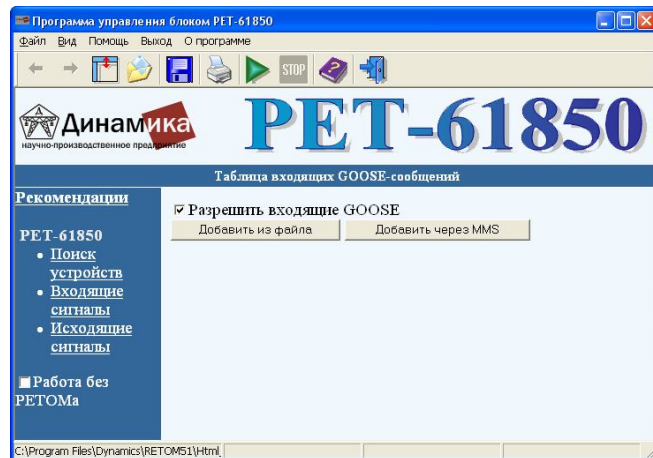 Программа управления блоком РЕТ-61850
Файл Вид Помощь Выход О программе
STOP
Динамика
научно-производственное предприятие
РЕТ-61850
Таблица входящих GOOSE-сообщений
Рекомендации
Разрешить входящие GOOSE
Добавить из файла Добавить через MMS
РЕТ-61850
Поиск
устройств
Входящие
сигналы
Исходящие
сигналы
Работа без
РЕТОМа
C:\Program Files\Dynamics\RETOM51\Html